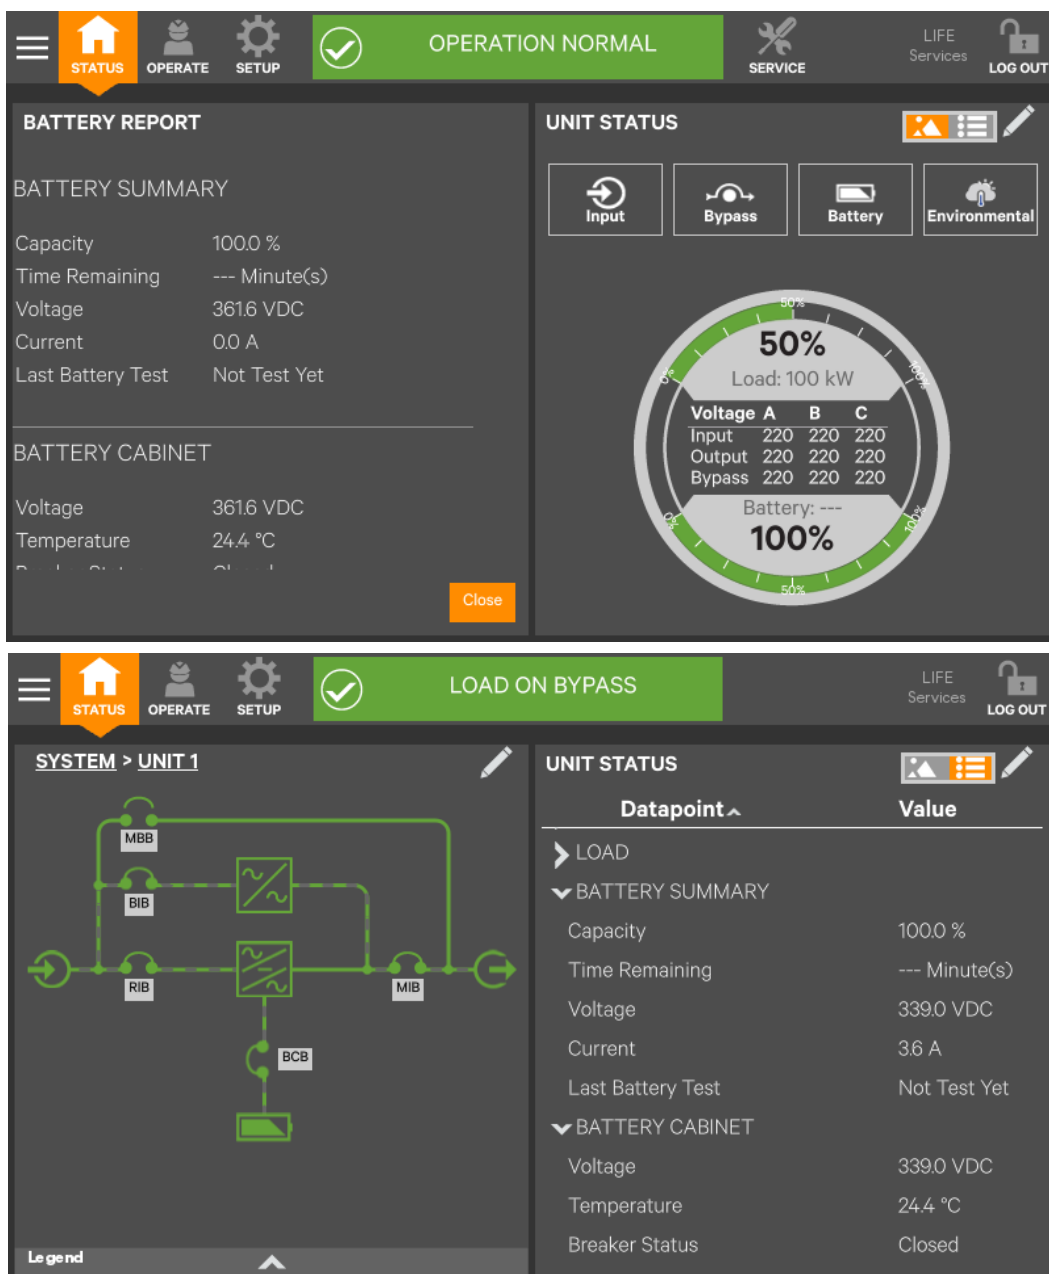 STATUS OPERATE SETUP OPERATION NORMAL SERVICE LIFE Services LOG OUT
BATTERY REPORT
BATTERY SUMMARY
Capacity 100.0 %
Time Remaining --- Minute(s)
Voltage 361.6 VDC
Current 0.0 A
Last Battery Test Not Test Yet
BATTERY CABINET
Voltage 361.6 VDC
Temperature 24.4 °C
Close
UNIT STATUS
Input Bypass Battery Environmental
0% 50% 100%
50%
Load: 100 kW
Voltage A B C
Input 220 220 220
Output 220 220 220
Bypass 220 220 220
Battery: ---
100%
0% 50% 100%
STATUS OPERATE SETUP LOAD ON BYPASS LIFE Services LOG OUT
SYSTEM > UNIT 1
MBB
BIB
RIB MIB
BCB
Legend
UNIT STATUS
Datapoint Value
LOAD
BATTERY SUMMARY
Capacity 100.0 %
Time Remaining --- Minute(s)
Voltage 339.0 VDC
Current 3.6 A
Last Battery Test Not Test Yet
BATTERY CABINET
Voltage 339.0 VDC
Temperature 24.4 °C
Breaker Status Closed